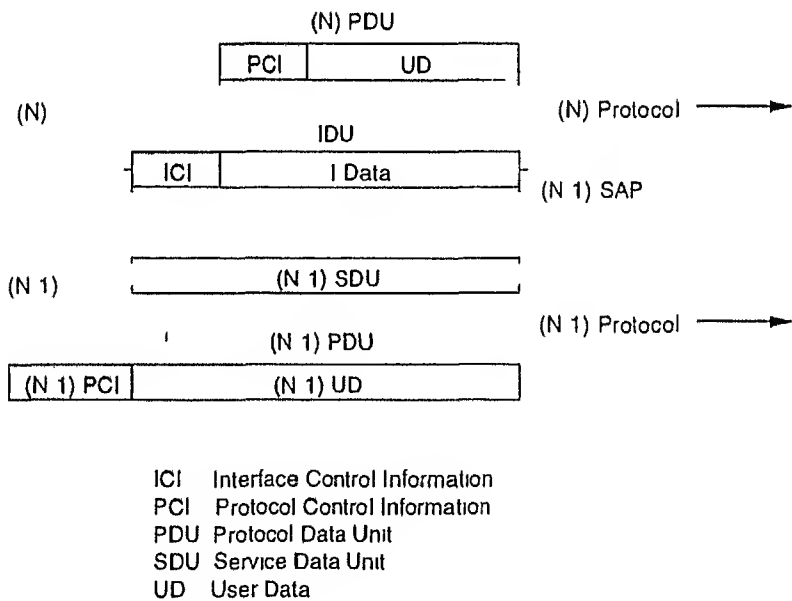 (N) PDU
PCI UD
(N) (N) Protocol
IDU
ICI I Data
(N 1) SAP
(N 1) (N 1) SDU
(N 1) Protocol
(N 1) PDU
(N 1) PCI (N 1) UD
ICI Interface Control Information
PCI Protocol Control Information
PDU Protocol Data Unit
SDU Service Data Unit
UD User Data